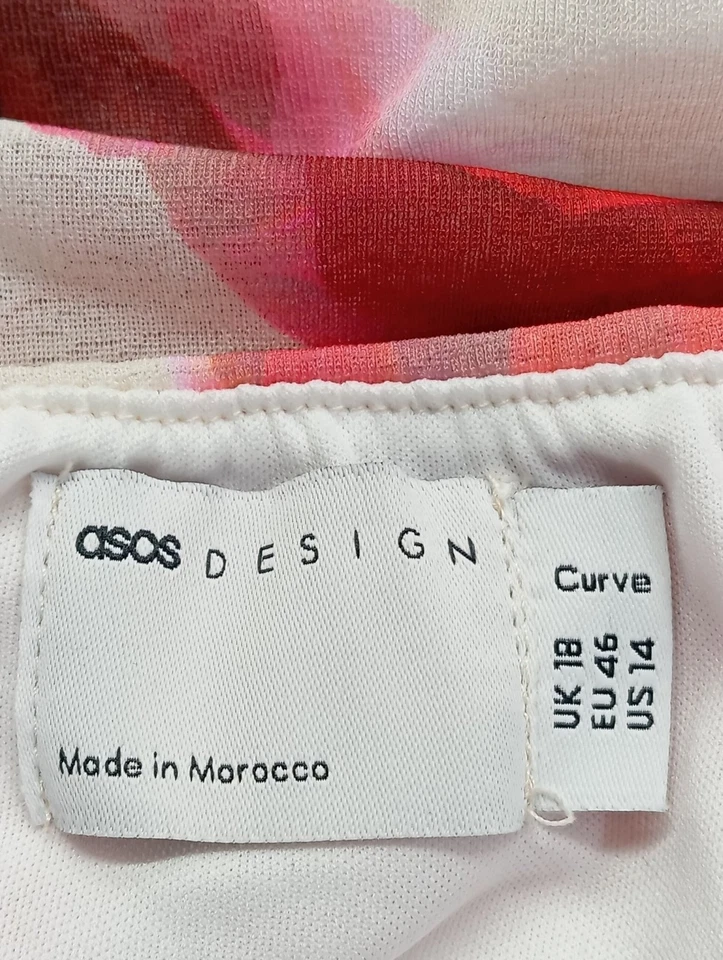 asos DESIGN
Made in Morocco
Curve
UK 18
EU 46
US 14